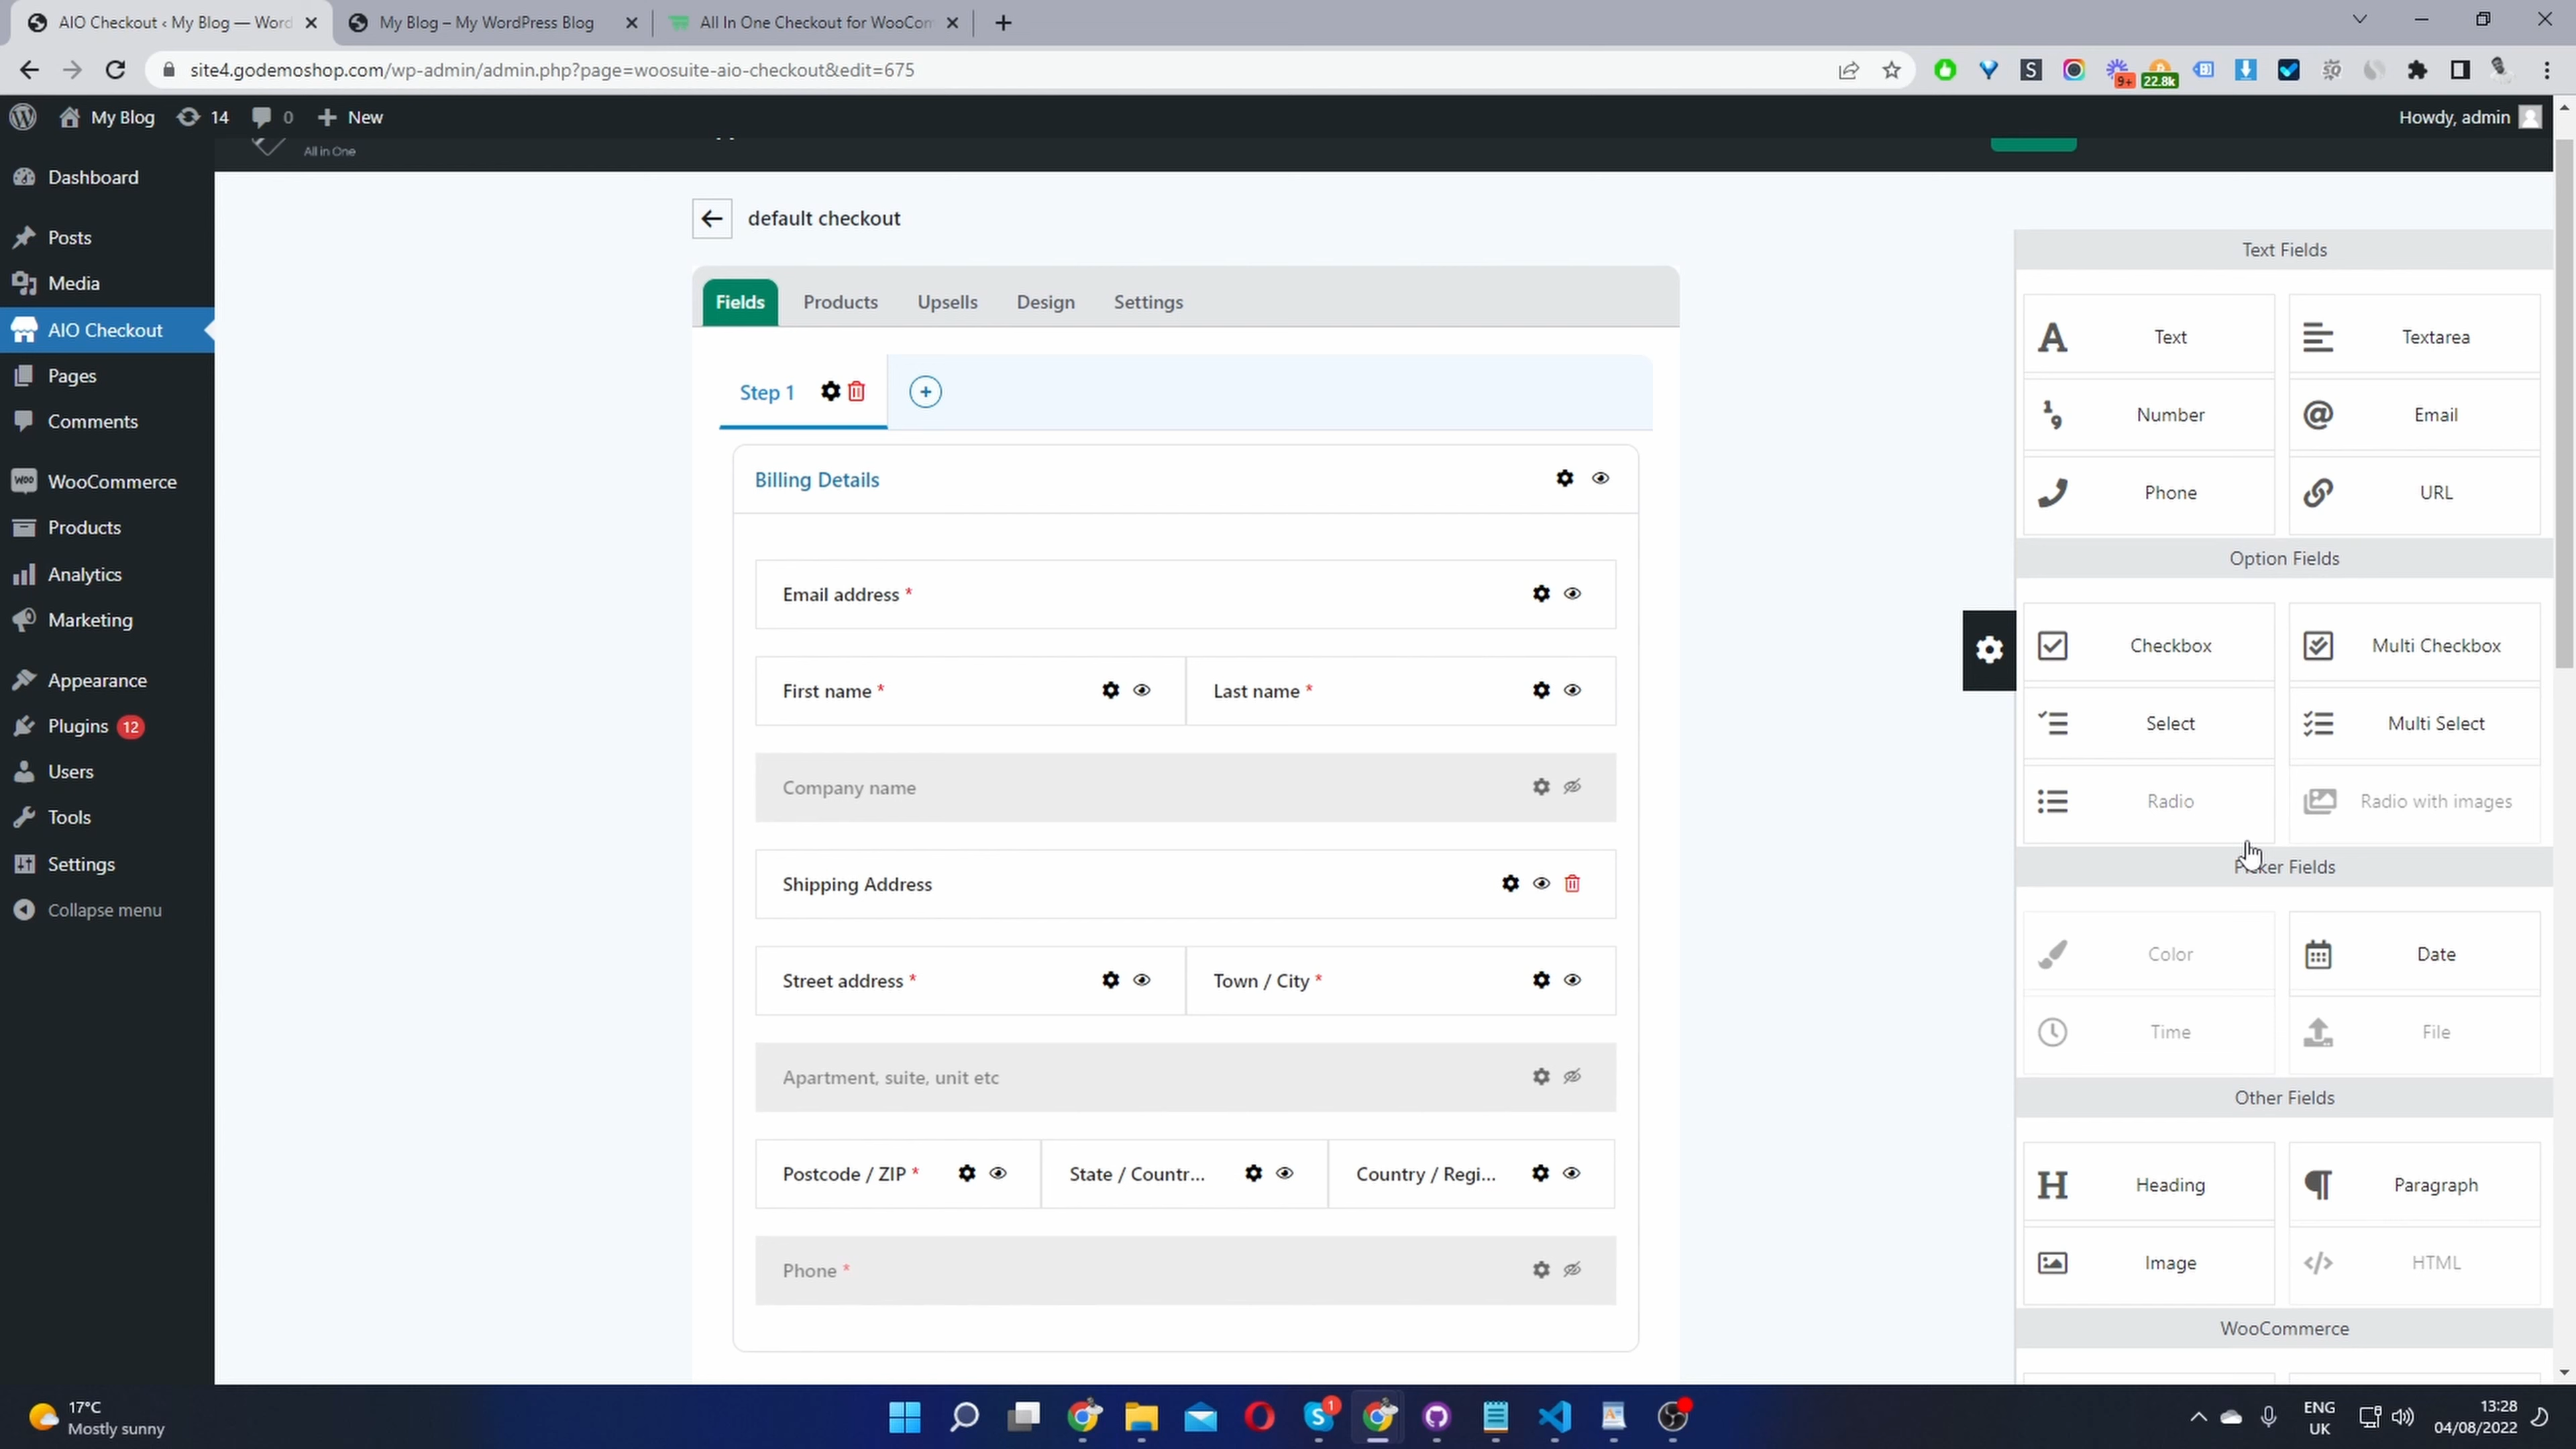 AIO Checkout ‹ My Blog — Word
My Blog – My WordPress Blog
All In One Checkout for WooCom
site4.godemoshop.com/wp-admin/admin.php?page=woosuite-aio-checkout&edit=675
9+
22.8k
My Blog
14
0
New
Howdy, admin
All in One
Dashboard
Posts
Media
AIO Checkout
Pages
Comments
WooCommerce
Products
Analytics
Marketing
Appearance
Plugins 12
Users
Tools
Settings
Collapse menu
default checkout
Fields Products Upsells Design Settings
Step 1
Billing Details
Email address *
First name *
Last name *
Company name
Shipping Address
Street address *
Town / City *
Apartment, suite, unit etc
Postcode / ZIP *
State / Countr...
Country / Regi...
Phone *
Text Fields
Text
Textarea
Number
Email
Phone
URL
Option Fields
Checkbox
Multi Checkbox
Select
Multi Select
Radio
Radio with images
Picker Fields
Color
Date
Time
File
Other Fields
Heading
Paragraph
Image
HTML
WooCommerce
17°C
Mostly sunny
1
ENG
UK
13:28
04/08/2022